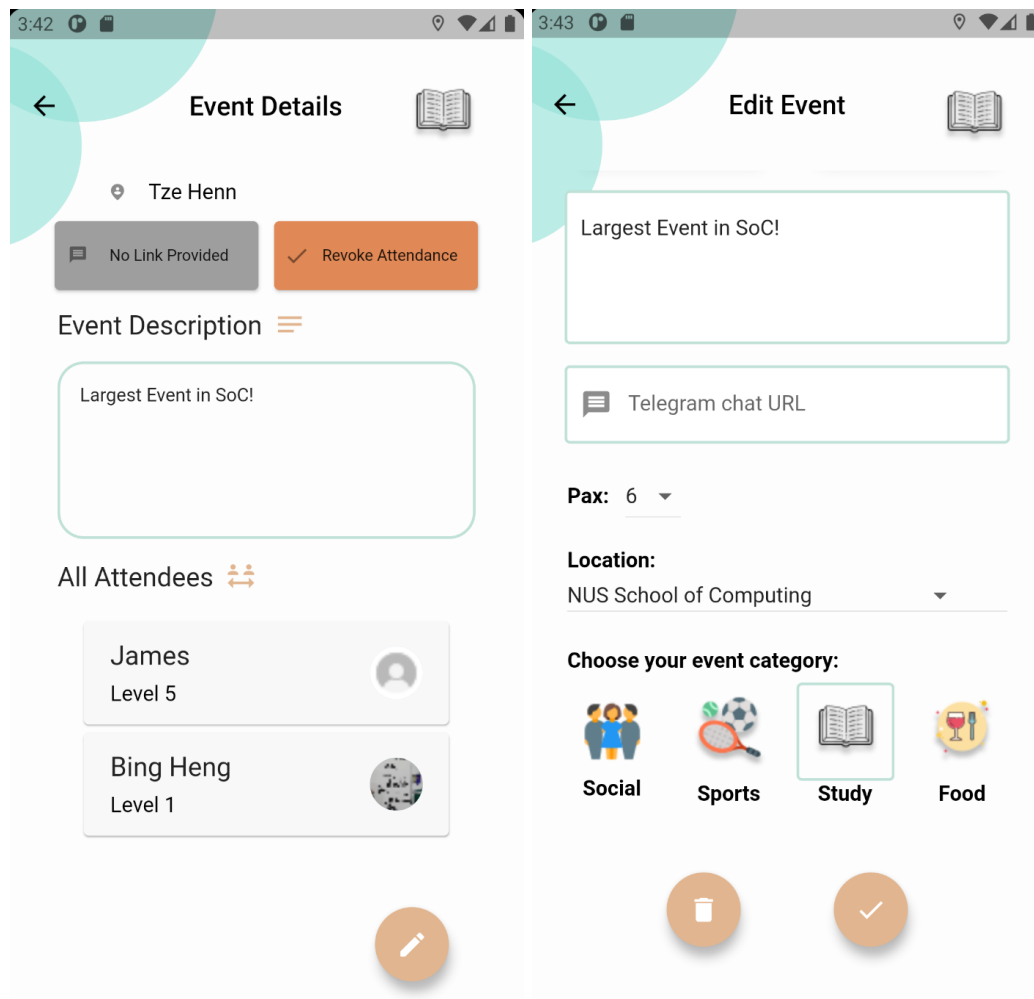 3:42
Event Details
Tze Henn
No Link Provided
Revoke Attendance
Event Description
Largest Event in SoC!
All Attendees
James
Level 5
Bing Heng
Level 1
3:43
Edit Event
Largest Event in SoC!
Telegram chat URL
Pax: 6
Location:
NUS School of Computing
Choose your event category:
Social
Sports
Study
Food